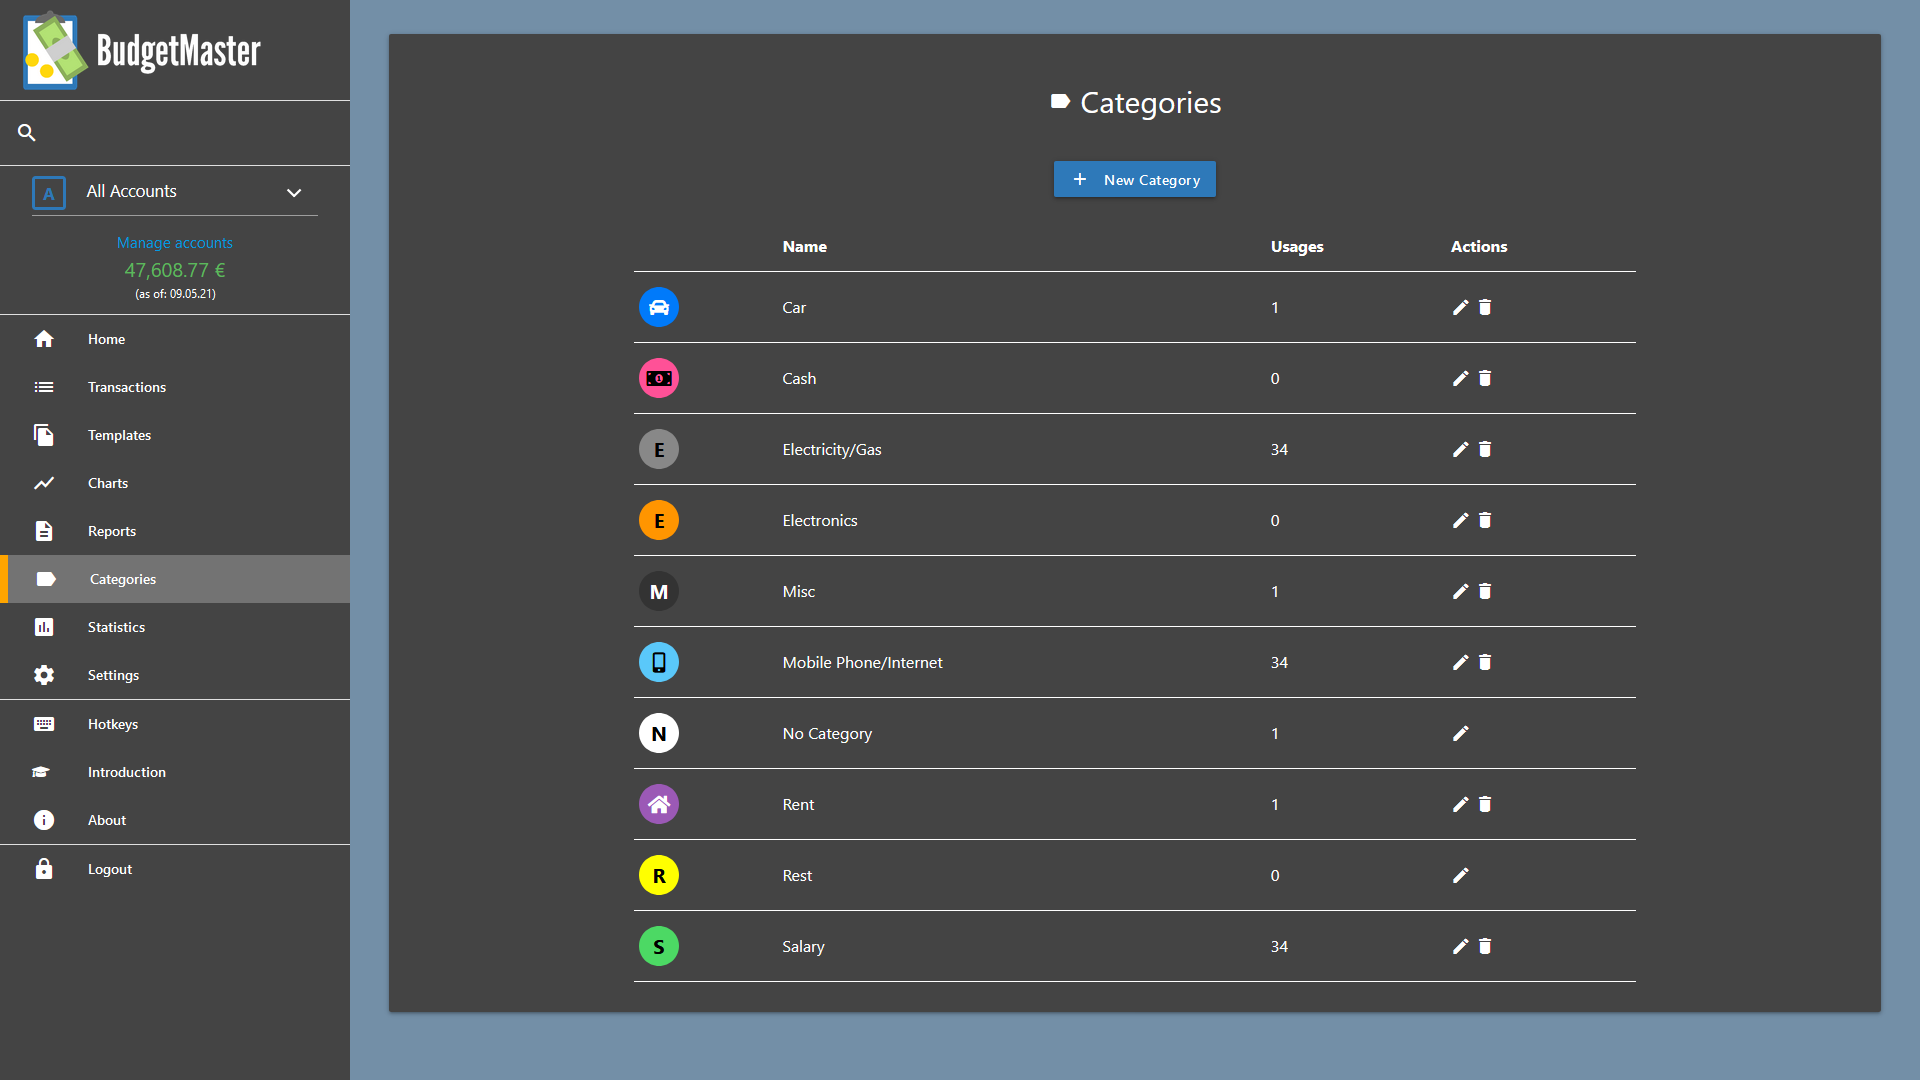 BudgetMaster
A All Accounts
Manage accounts
47,608.77 €
(as of: 09.05.21)
Home
Transactions
Templates
Charts
Reports
Categories
Statistics
Settings
Hotkeys
Introduction
About
Logout
Categories
New Category
Name Usages Actions
Car 1
Cash 0
E Electricity/Gas 34
E Electronics 0
M Misc 1
Mobile Phone/Internet 34
N No Category 1
Rent 1
R Rest 0
S Salary 34